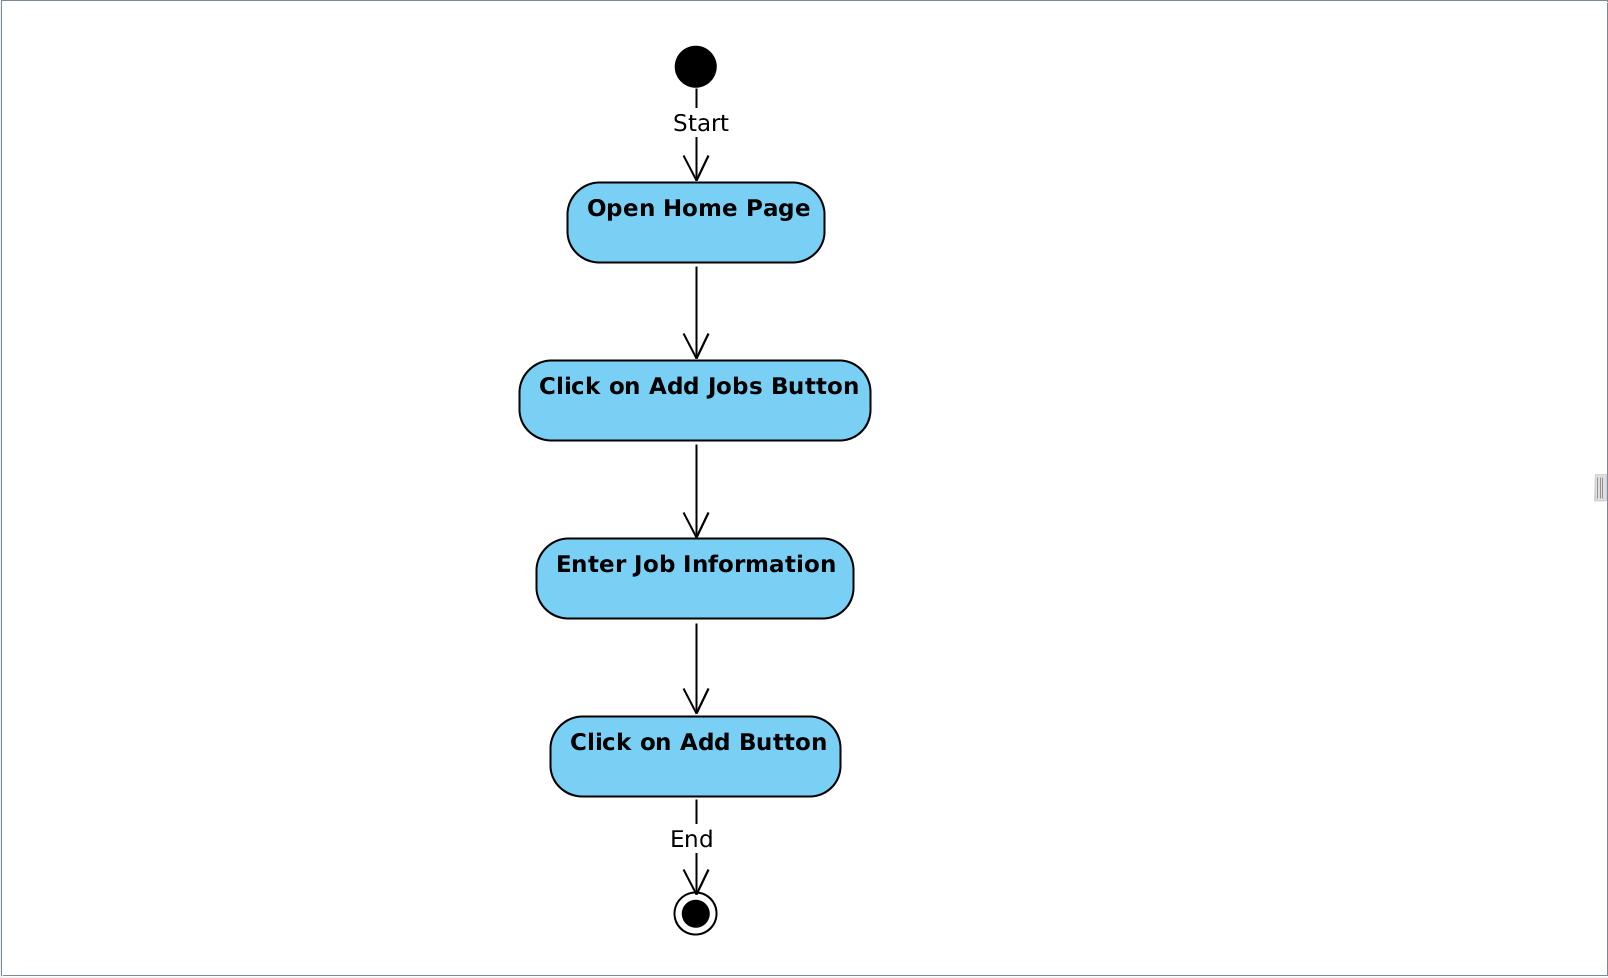 Start
Open Home Page
Click on Add Jobs Button
Enter Job Information
Click on Add Button
End